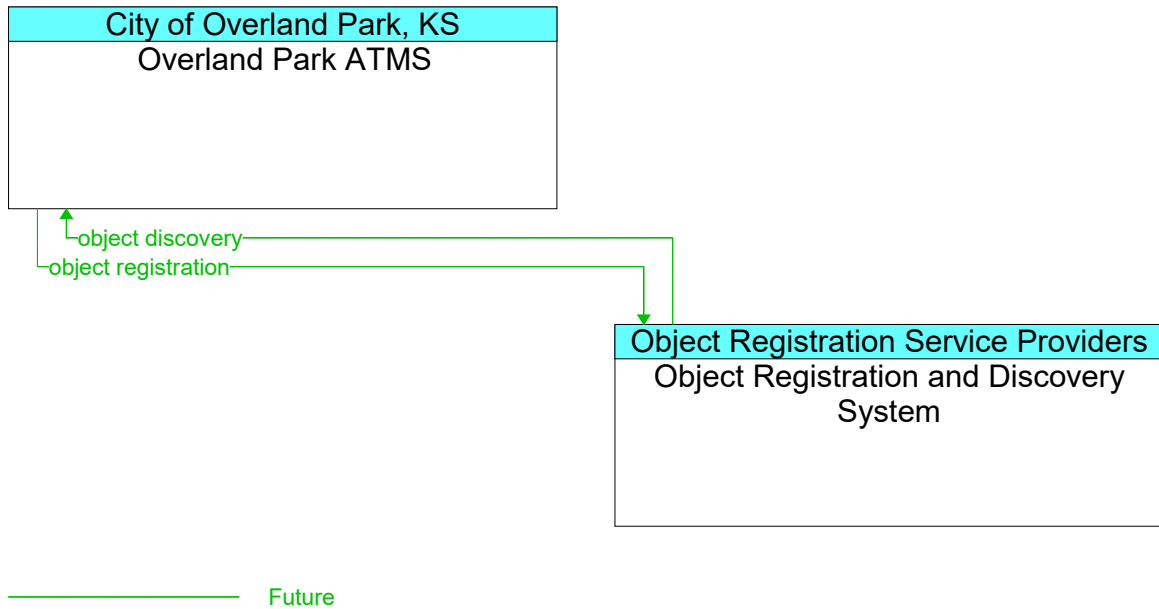 City of Overland Park, KS
Overland Park ATMS
object discovery
object registration
Object Registration Service Providers
Object Registration and Discovery
System
Future